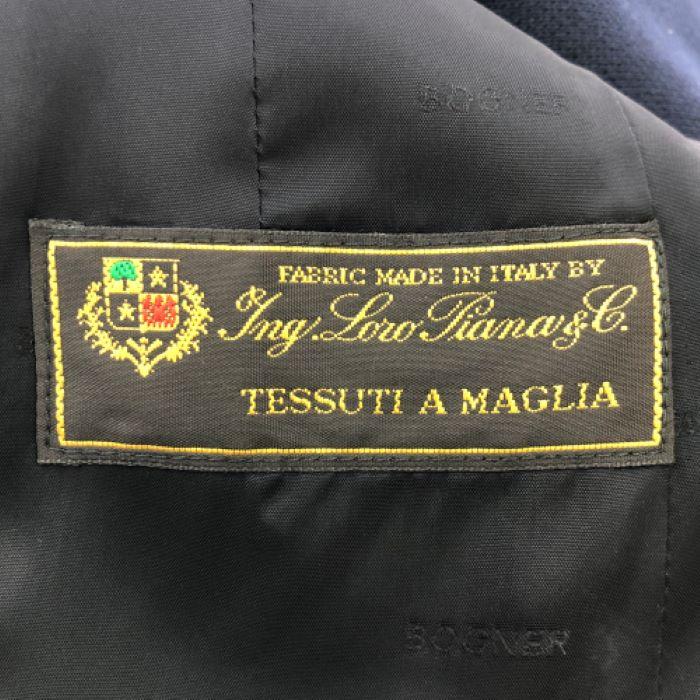 BOGNER
FABRIC MADE IN ITALY BY
Ing. Loro Piana & C.
TESSUTI A MAGLIA
BOGNER